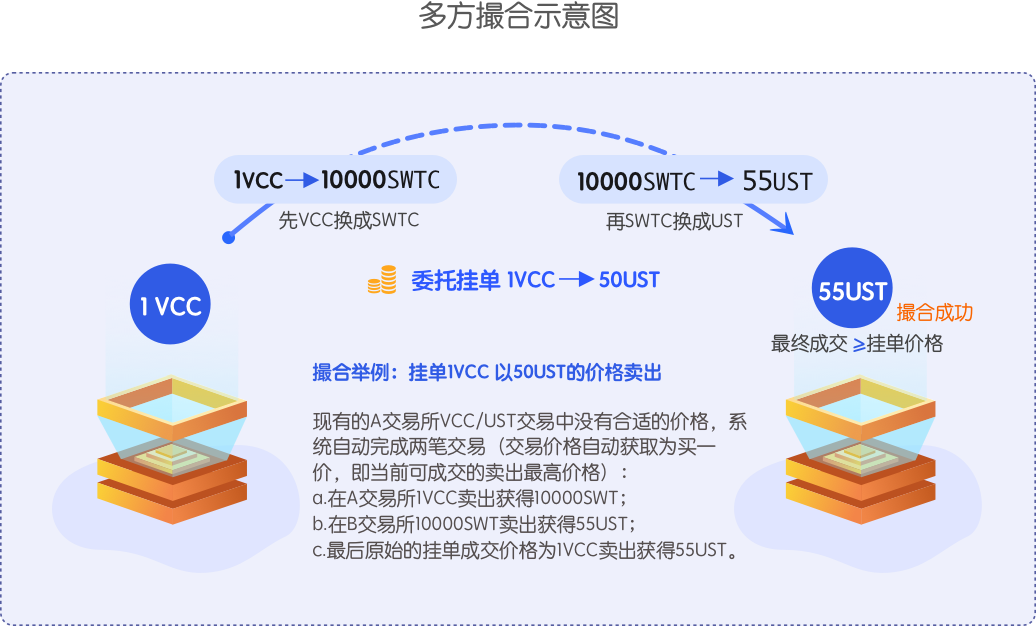 多方撮合示意图
1VCC→10000SWTC
10000SWTC→55UST
先VCC换成SWTC
再SWTC换成UST
委托挂单 1VCC→50UST
1 VCC
55UST
撮合成功
最终成交 ≥挂单价格
撮合举例：挂单1VCC 以50UST的价格卖出
现有的A交易所VCC/UST交易中没有合适的价格，系
统自动完成两笔交易（交易价格自动获取为买一
价，即当前可成交的卖出最高价格）：
a.在A交易所1VCC卖出获得10000SWT；
b.在B交易所10000SWT卖出获得55UST；
c.最后原始的挂单成交价格为1VCC卖出获得55UST。